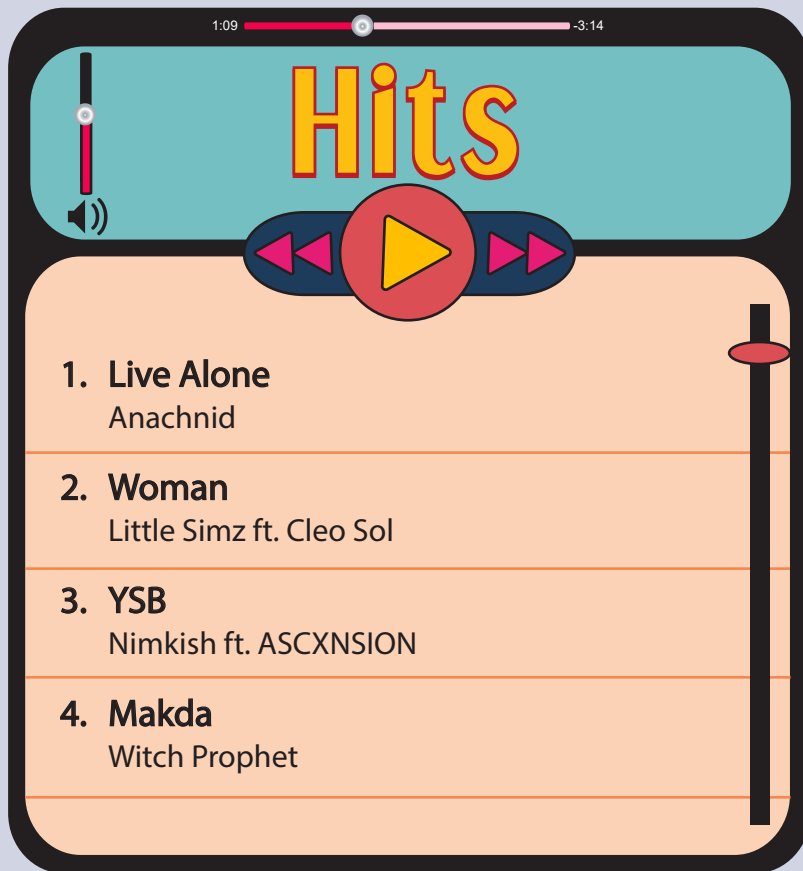 1:09 -3:14
Hits
1. Live Alone
Anachnid
2. Woman
Little Simz ft. Cleo Sol
3. YSB
Nimkish ft. ASCXNSION
4. Makda
Witch Prophet